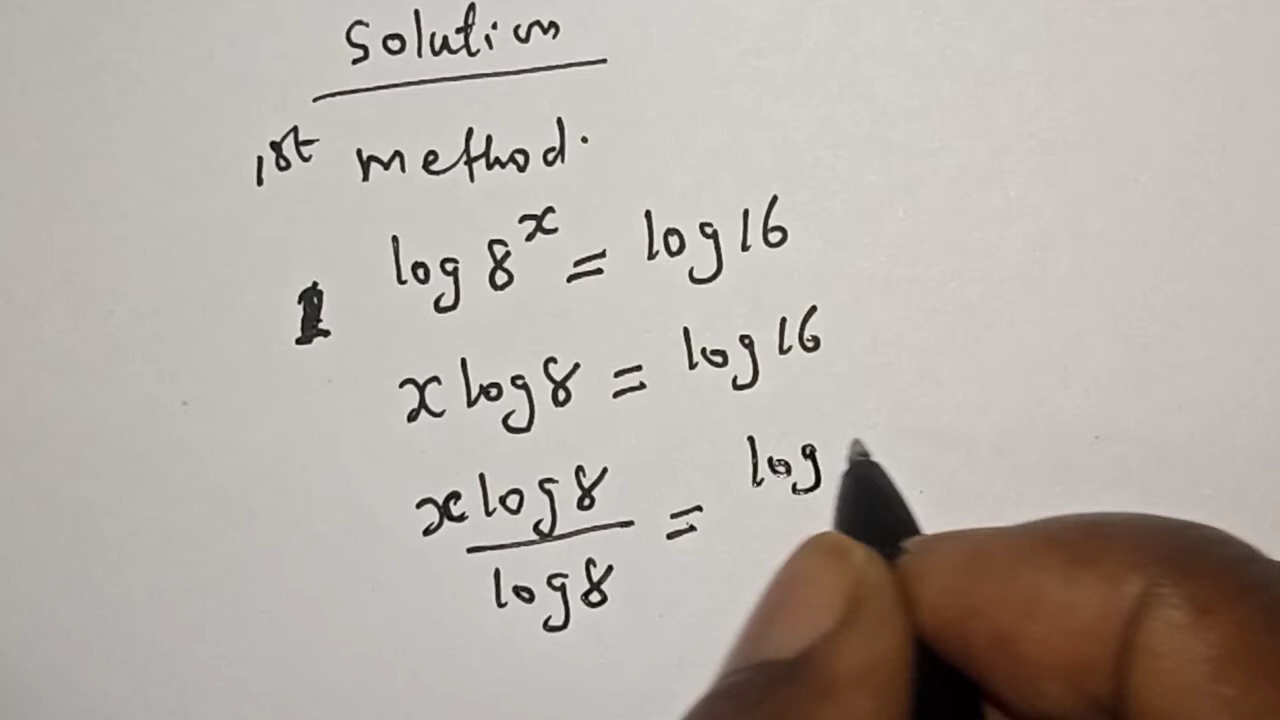 Solution
1st method.
log 8^x = log 16
x log 8 = log 16
x log 8 / log 8 = log